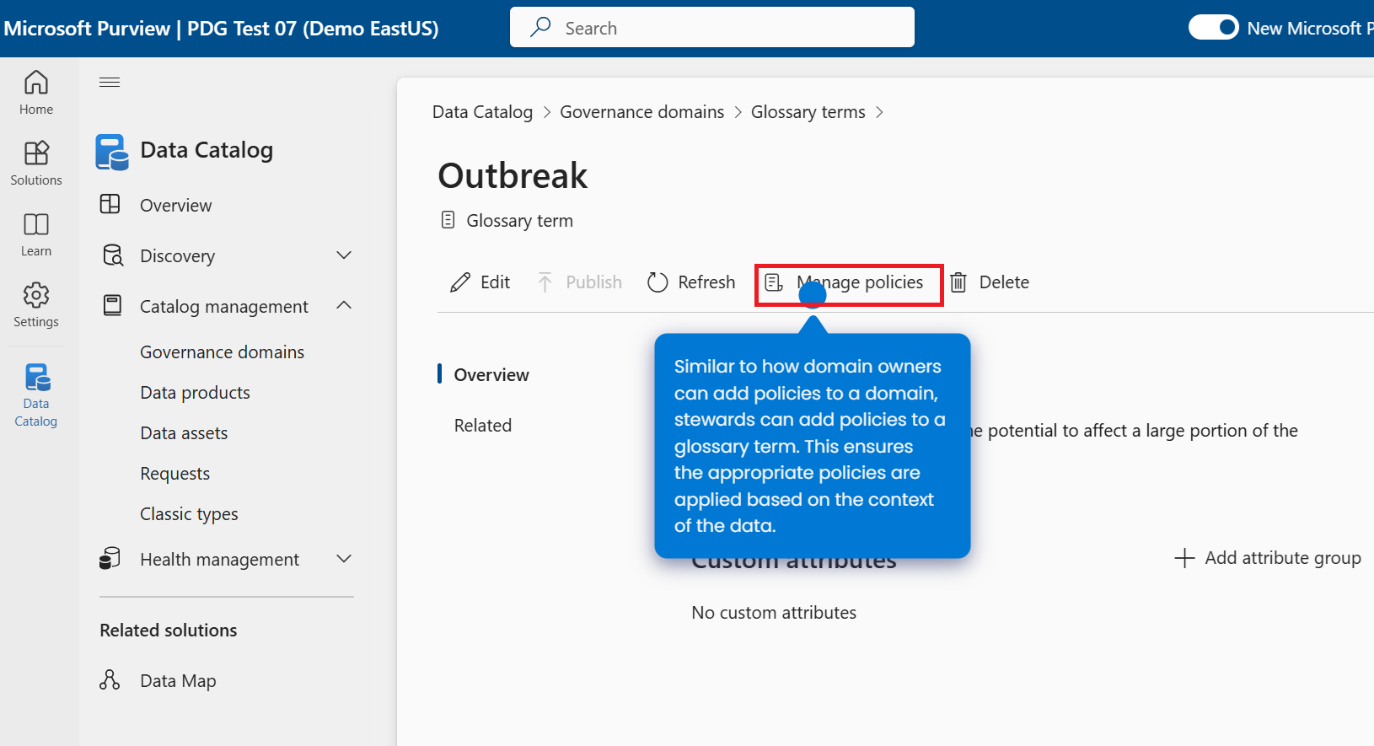 Microsoft Purview | PDG Test 07 (Demo EastUS)
Search
New Microsoft P
Home
Solutions
Learn
Settings
Data
Catalog
Data Catalog
Overview
Discovery
Catalog management
Governance domains
Data products
Data assets
Requests
Classic types
Health management
Related solutions
Data Map
Data Catalog > Governance domains > Glossary terms >
Outbreak
Glossary term
Edit Publish Refresh Manage policies Delete
Overview
Related
Similar to how domain owners
can add policies to a domain,
stewards can add policies to a
glossary term. This ensures
the appropriate policies are
applied based on the context
of the data.
potential to affect a large portion of the
Custom attributes
Add attribute group
No custom attributes